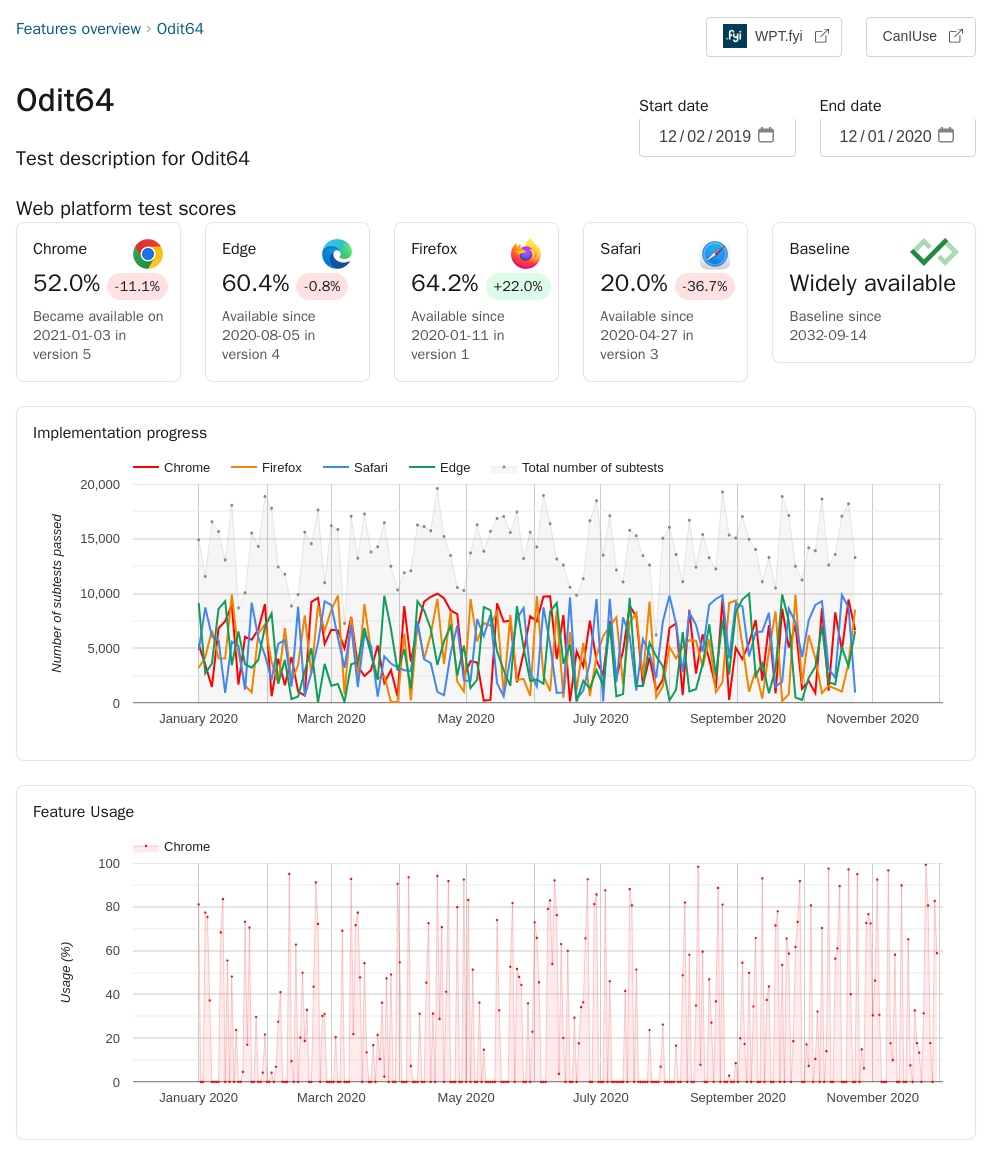 Features overview › Odit64
.fyi WPT.fyi
CanIUse
Odit64
Start date
12/02/2019
End date
12/01/2020
Test description for Odit64
Web platform test scores
Chrome
52.0% -11.1%
Became available on
2021-01-03 in
version 5
Edge
60.4% -0.8%
Available since
2020-08-05 in
version 4
Firefox
64.2% +22.0%
Available since
2020-01-11 in
version 1
Safari
20.0% -36.7%
Available since
2020-04-27 in
version 3
Baseline
Widely available
Baseline since
2032-09-14
Implementation progress
Chrome Firefox Safari Edge Total number of subtests
Number of subtests passed
20,000
15,000
10,000
5,000
0
January 2020 March 2020 May 2020 July 2020 September 2020 November 2020
Feature Usage
Chrome
Usage (%)
100
80
60
40
20
0
January 2020 March 2020 May 2020 July 2020 September 2020 November 2020